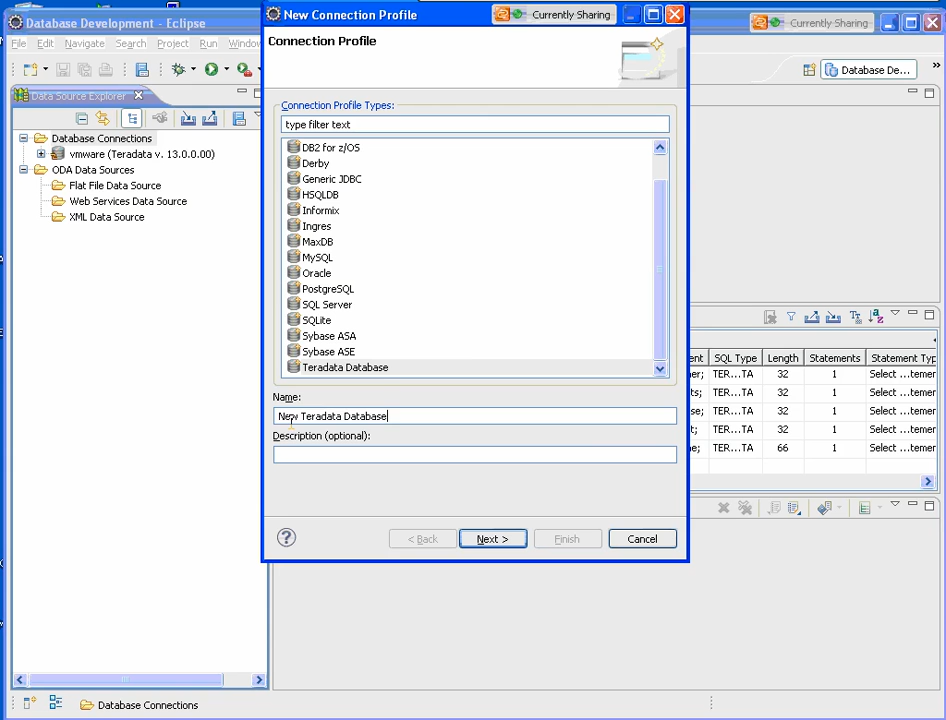 Database Development - Eclipse
Currently Sharing
File Edit Navigate Search Project Run Window
Database De...
»
Data Source Explorer
Database Connections
vmware (Teradata v. 13.0.0.00)
ODA Data Sources
Flat File Data Source
Web Services Data Source
XML Data Source
New Connection Profile
Currently Sharing
Connection Profile
Connection Profile Types:
type filter text
DB2 for z/OS
Derby
Generic JDBC
HSQLDB
Informix
Ingres
MaxDB
MySQL
Oracle
PostgreSQL
SQL Server
SQLite
Sybase ASA
Sybase ASE
Teradata Database
Name:
New Teradata Database
Description (optional):
< Back Next > Finish Cancel
ent SQL Type Length Statements Statement Typ
er; TER...TA 32 1 Select ...temer
ts; TER...TA 32 1 Select ...temer
se; TER...TA 32 1 Select ...temer
t; TER...TA 32 1 Select ...temer
ne; TER...TA 66 1 Select ...temer
Database Connections